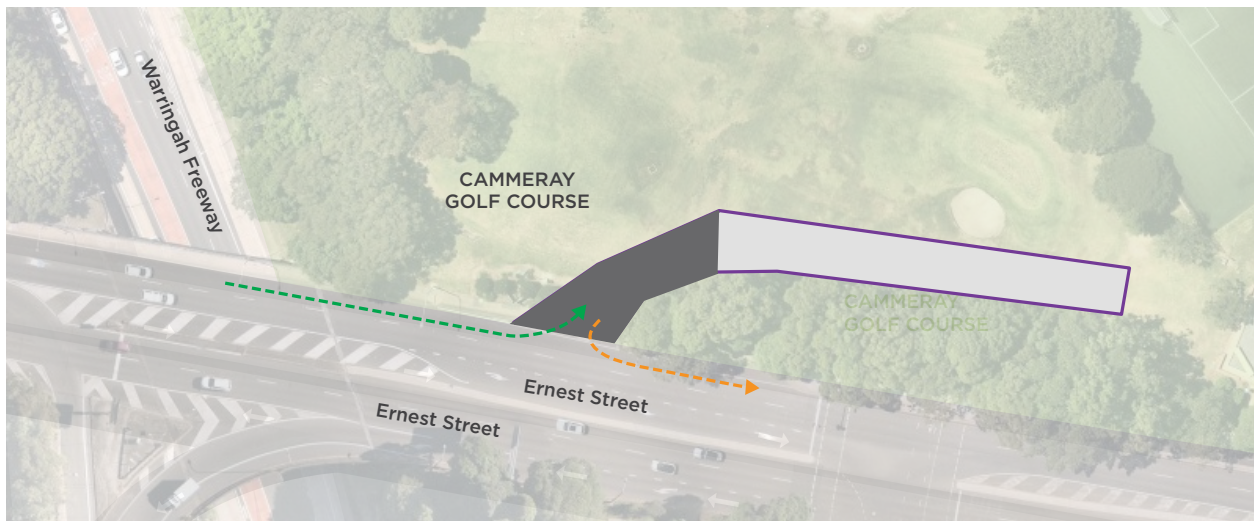 Warringah Freeway
CAMMERAY
GOLF COURSE
CAMMERAY
GOLF COURSE
Ernest Street
Ernest Street